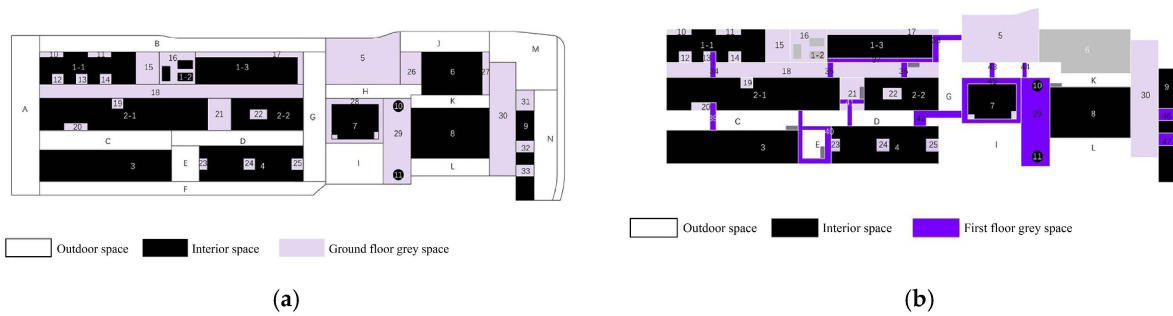 B
J
M
10 11 17
16
1-1 15 1-2 1-3 5 26 6 27
12 13 14
18 H K 31
19 28 10
A 2-1 21 22 2-2 G 7 29 8 30 9 N
20
C D 32
I 11 L 33
3 E 23 24 4 25
F
Outdoor space Interior space Ground floor grey space
(a)
10 11 17
16 5
1-1 15 1-3 6
12 13 14 1-2
18 43 44 K
19 10 9
2-1 21 22 2-2 G 7 29 8 30
20
C D
3 E 40 23 24 4 25 I 11 L
Outdoor space Interior space First floor grey space
(b)